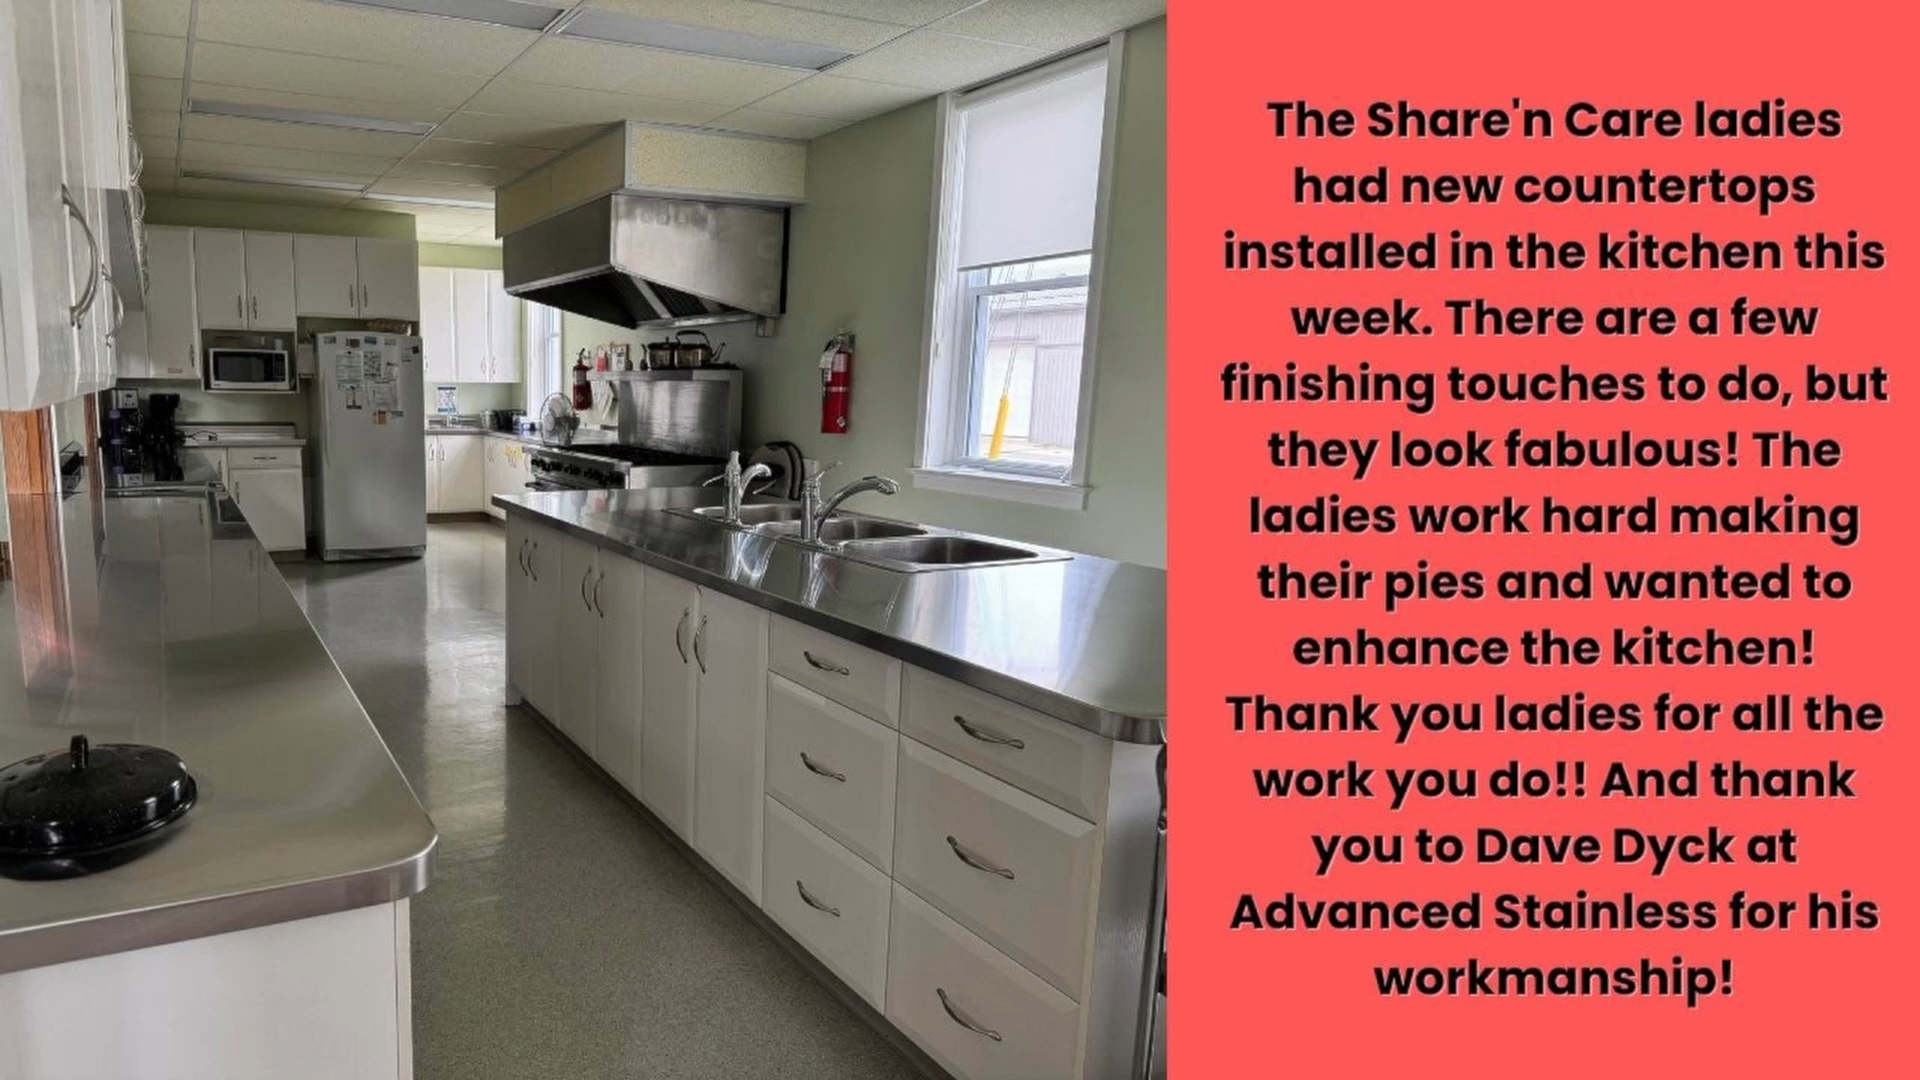 The Share'n Care ladies
had new countertops
installed in the kitchen this
week. There are a few
finishing touches to do, but
they look fabulous! The
ladies work hard making
their pies and wanted to
enhance the kitchen!
Thank you ladies for all the
work you do!! And thank
you to Dave Dyck at
Advanced Stainless for his
workmanship!